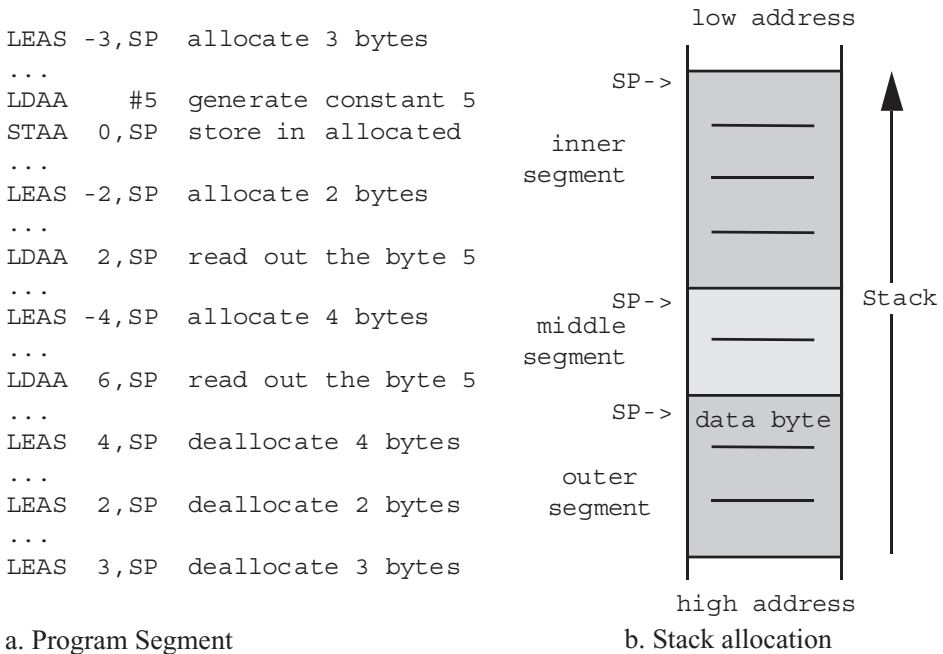 LEAS -3,SP allocate 3 bytes
...
LDAA #5 generate constant 5
STAA 0,SP store in allocated
...
LEAS -2,SP allocate 2 bytes
...
LDAA 2,SP read out the byte 5
...
LEAS -4,SP allocate 4 bytes
...
LDAA 6,SP read out the byte 5
...
LEAS 4,SP deallocate 4 bytes
...
LEAS 2,SP deallocate 2 bytes
...
LEAS 3,SP deallocate 3 bytes
a. Program Segment
low address
SP->
inner
segment
SP->
middle
segment
SP->
data byte
outer
segment
Stack
high address
b. Stack allocation